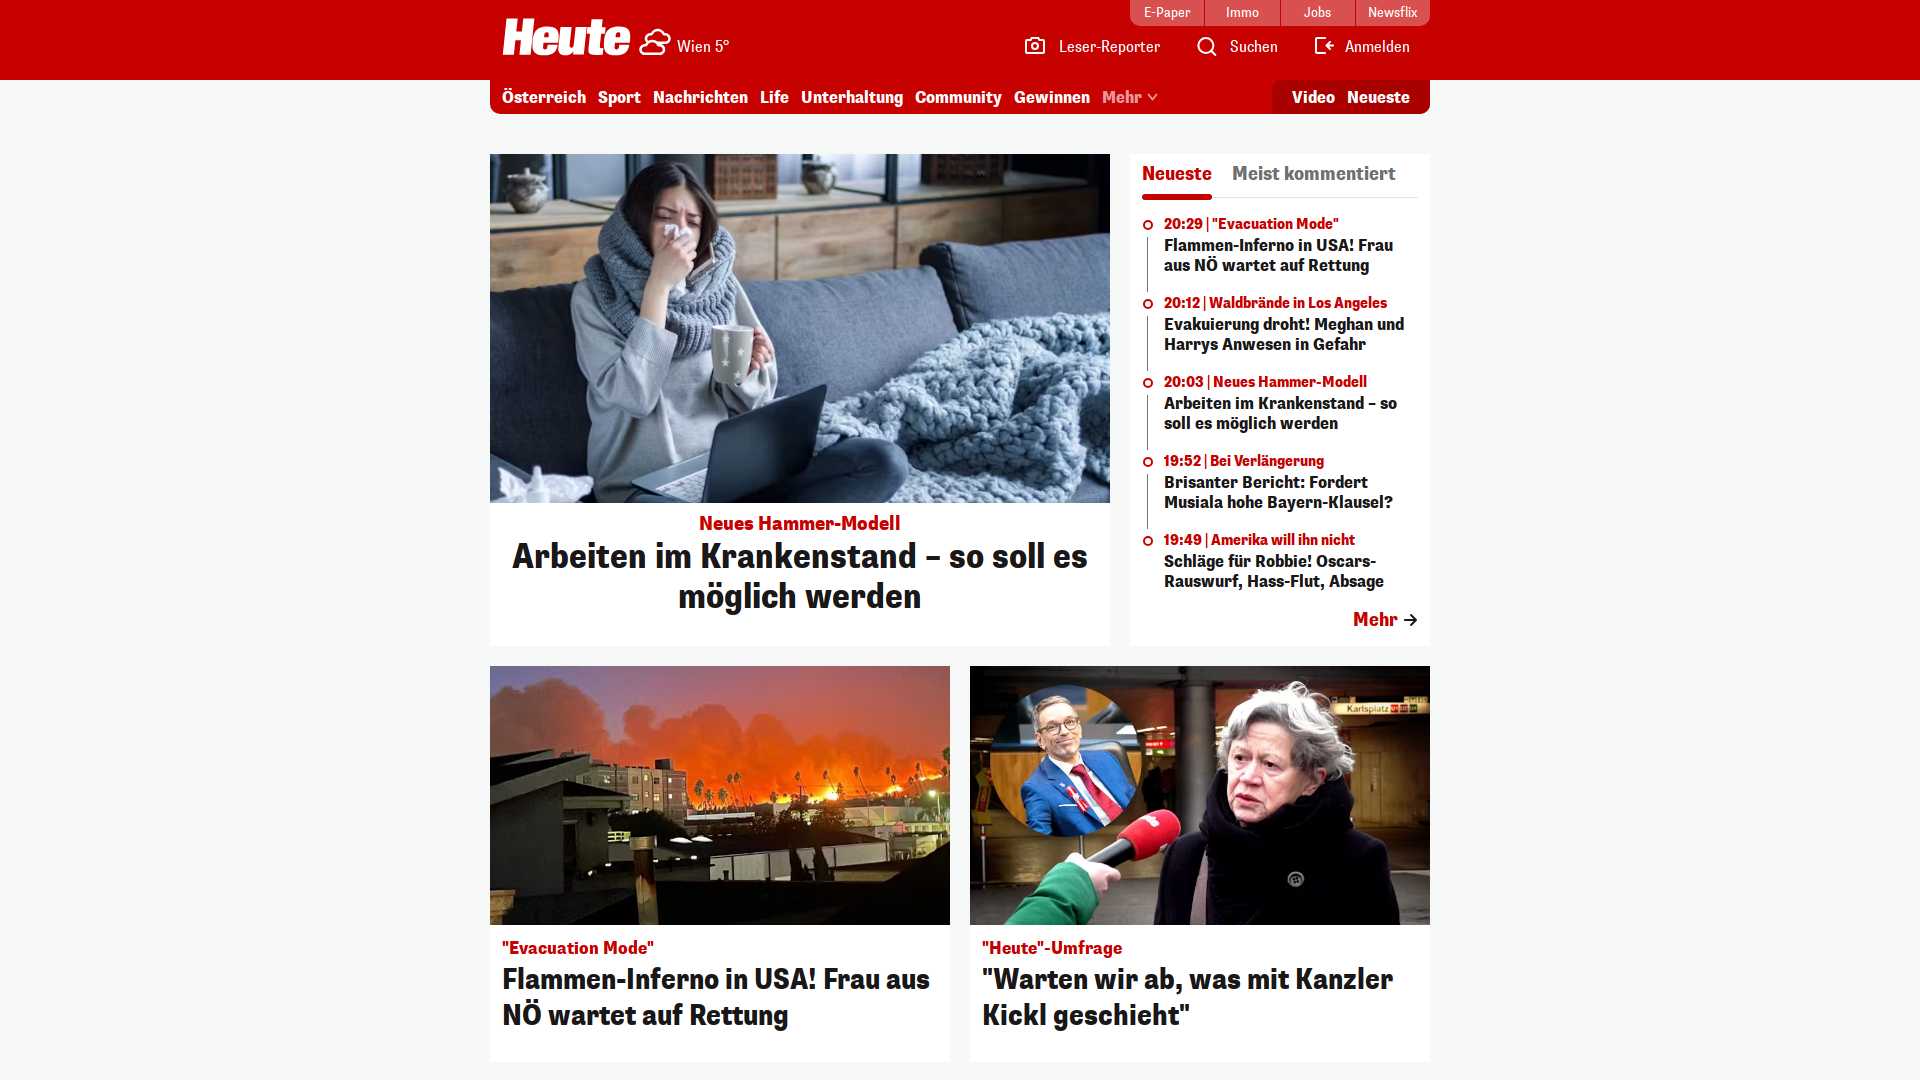 E-Paper
Immo
Jobs
Newsflix
Heute
Wien 5°
Leser-Reporter
Suchen
Anmelden
Österreich
Sport
Nachrichten
Life
Unterhaltung
Community
Gewinnen
Mehr
Video
Neueste
Neues Hammer-Modell
Arbeiten im Krankenstand – so soll es
möglich werden
Neueste
Meist kommentiert
20:29 | "Evacuation Mode"
Flammen-Inferno in USA! Frau
aus NÖ wartet auf Rettung
20:12 | Waldbrände in Los Angeles
Evakuierung droht! Meghan und
Harrys Anwesen in Gefahr
20:03 | Neues Hammer-Modell
Arbeiten im Krankenstand – so
soll es möglich werden
19:52 | Bei Verlängerung
Brisanter Bericht: Fordert
Musiala hohe Bayern-Klausel?
19:49 | Amerika will ihn nicht
Schläge für Robbie! Oscars-
Rauswurf, Hass-Flut, Absage
Mehr
"Evacuation Mode"
Flammen-Inferno in USA! Frau aus
NÖ wartet auf Rettung
Karlsplatz
Heute
"Heute"-Umfrage
"Warten wir ab, was mit Kanzler
Kickl geschieht"